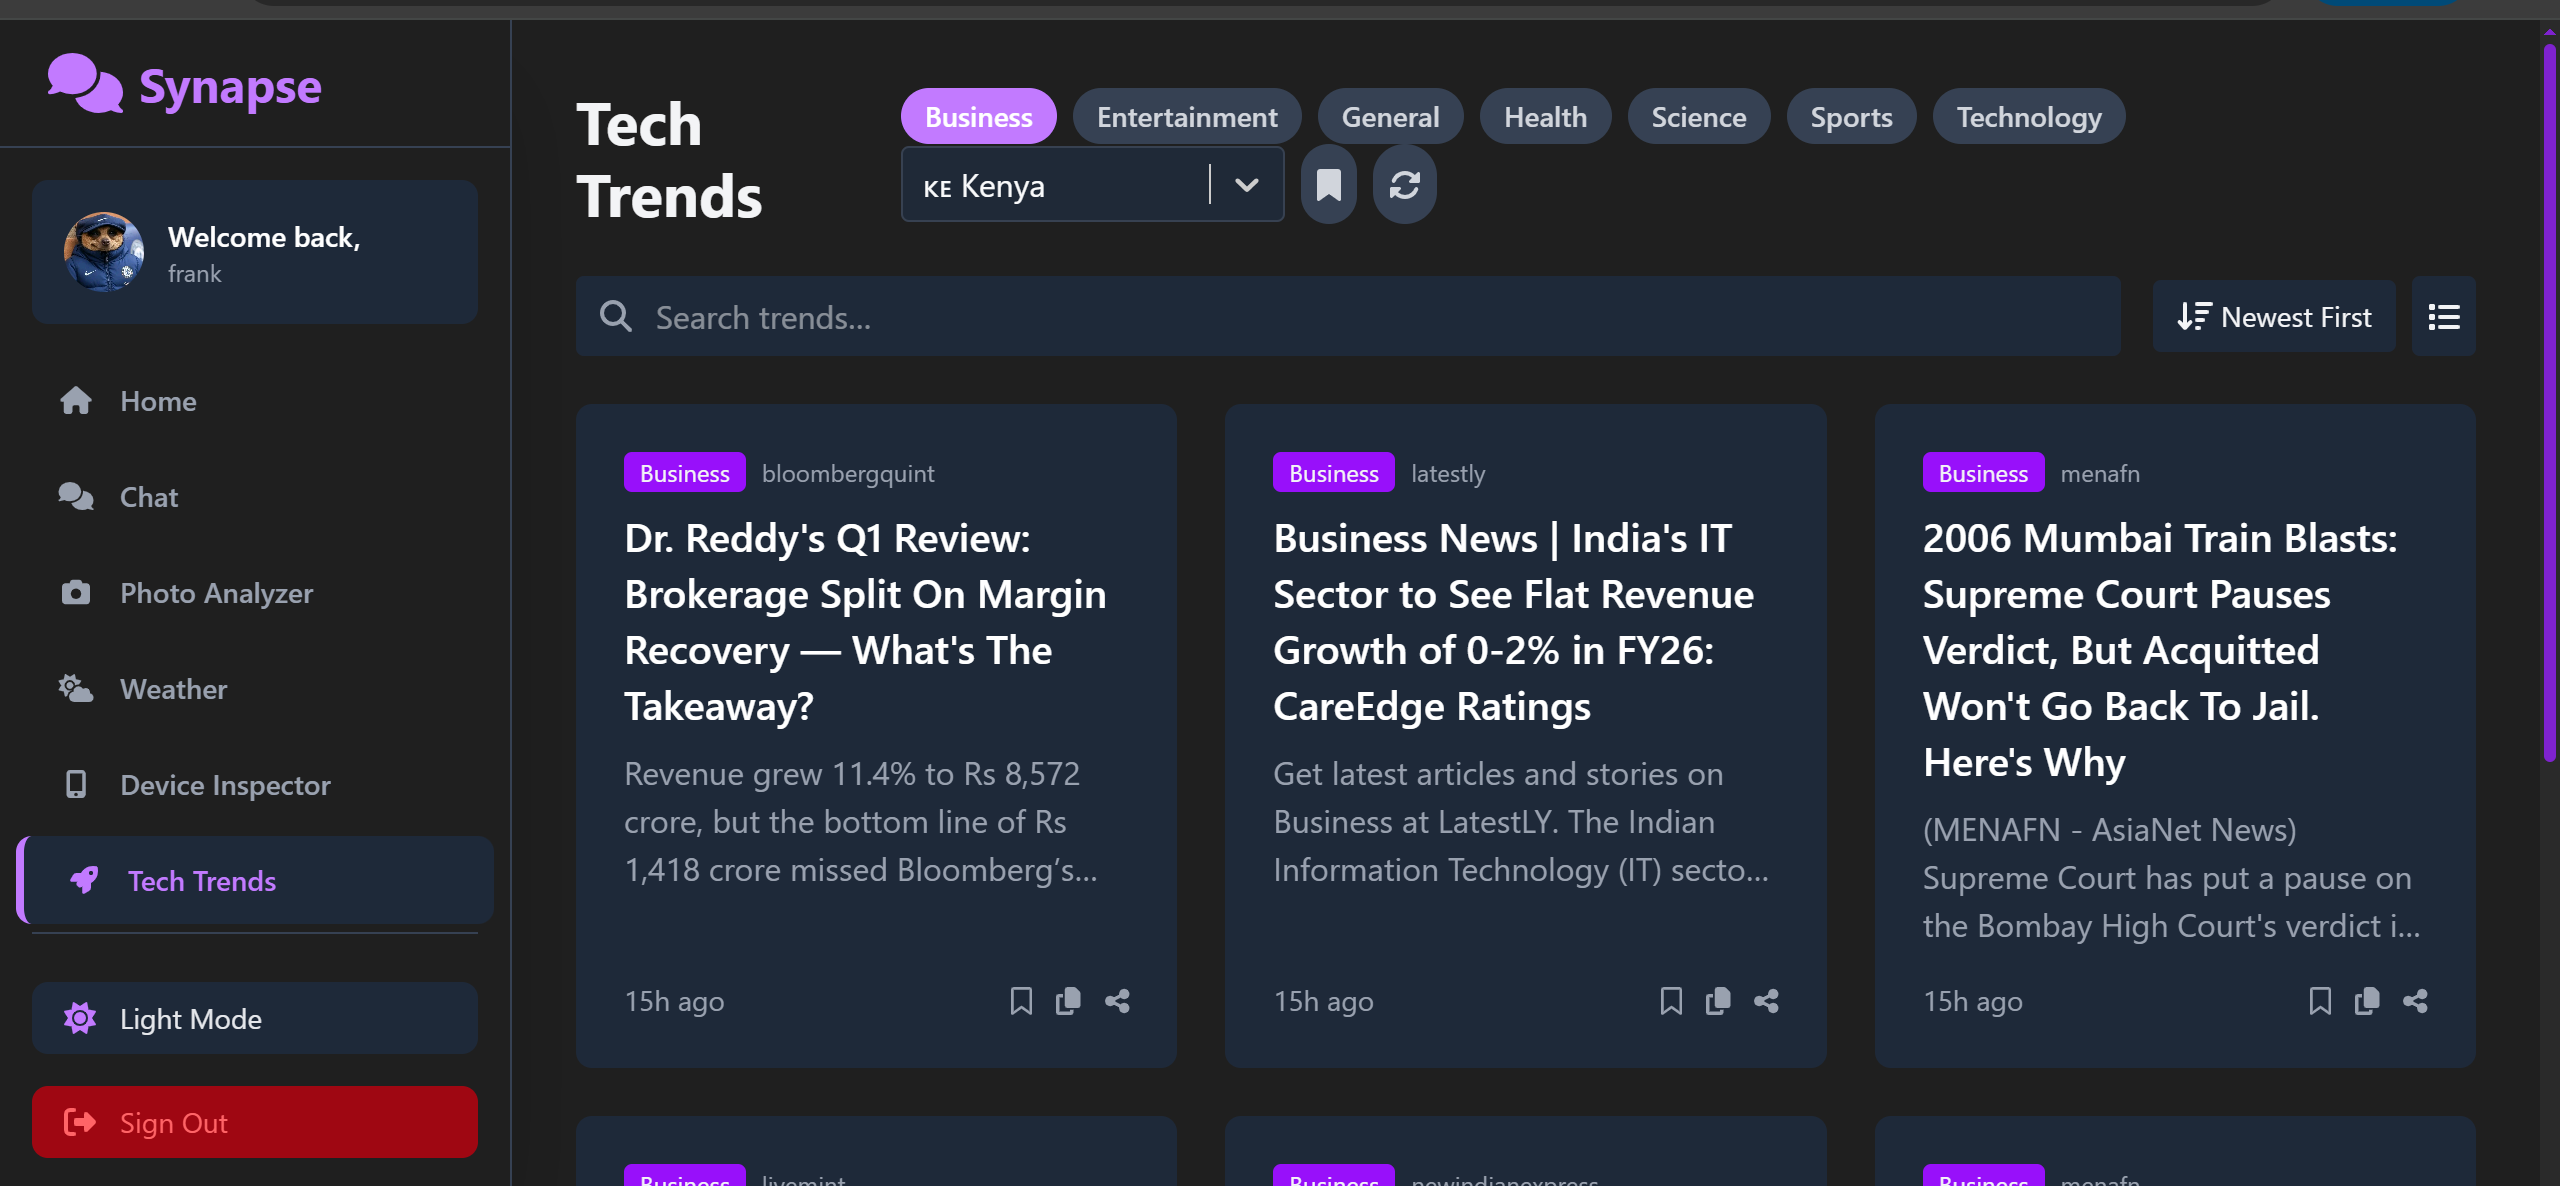 Synapse
Welcome back,
frank
Home
Chat
Photo Analyzer
Weather
Device Inspector
Tech Trends
Light Mode
Sign Out
Tech
Trends
Business
Entertainment
General
Health
Science
Sports
Technology
KE Kenya
Search trends...
Newest First
Business bloombergquint
Dr. Reddy's Q1 Review:
Brokerage Split On Margin
Recovery — What's The
Takeaway?
Revenue grew 11.4% to Rs 8,572
crore, but the bottom line of Rs
1,418 crore missed Bloomberg’s...
15h ago
Business latestly
Business News | India's IT
Sector to See Flat Revenue
Growth of 0-2% in FY26:
CareEdge Ratings
Get latest articles and stories on
Business at LatestLY. The Indian
Information Technology (IT) secto...
15h ago
Business menafn
2006 Mumbai Train Blasts:
Supreme Court Pauses
Verdict, But Acquitted
Won't Go Back To Jail.
Here's Why
(MENAFN - AsiaNet News)
Supreme Court has put a pause on
the Bombay High Court's verdict i...
15h ago
Business livemint
Business newindianexpress
Business menafn